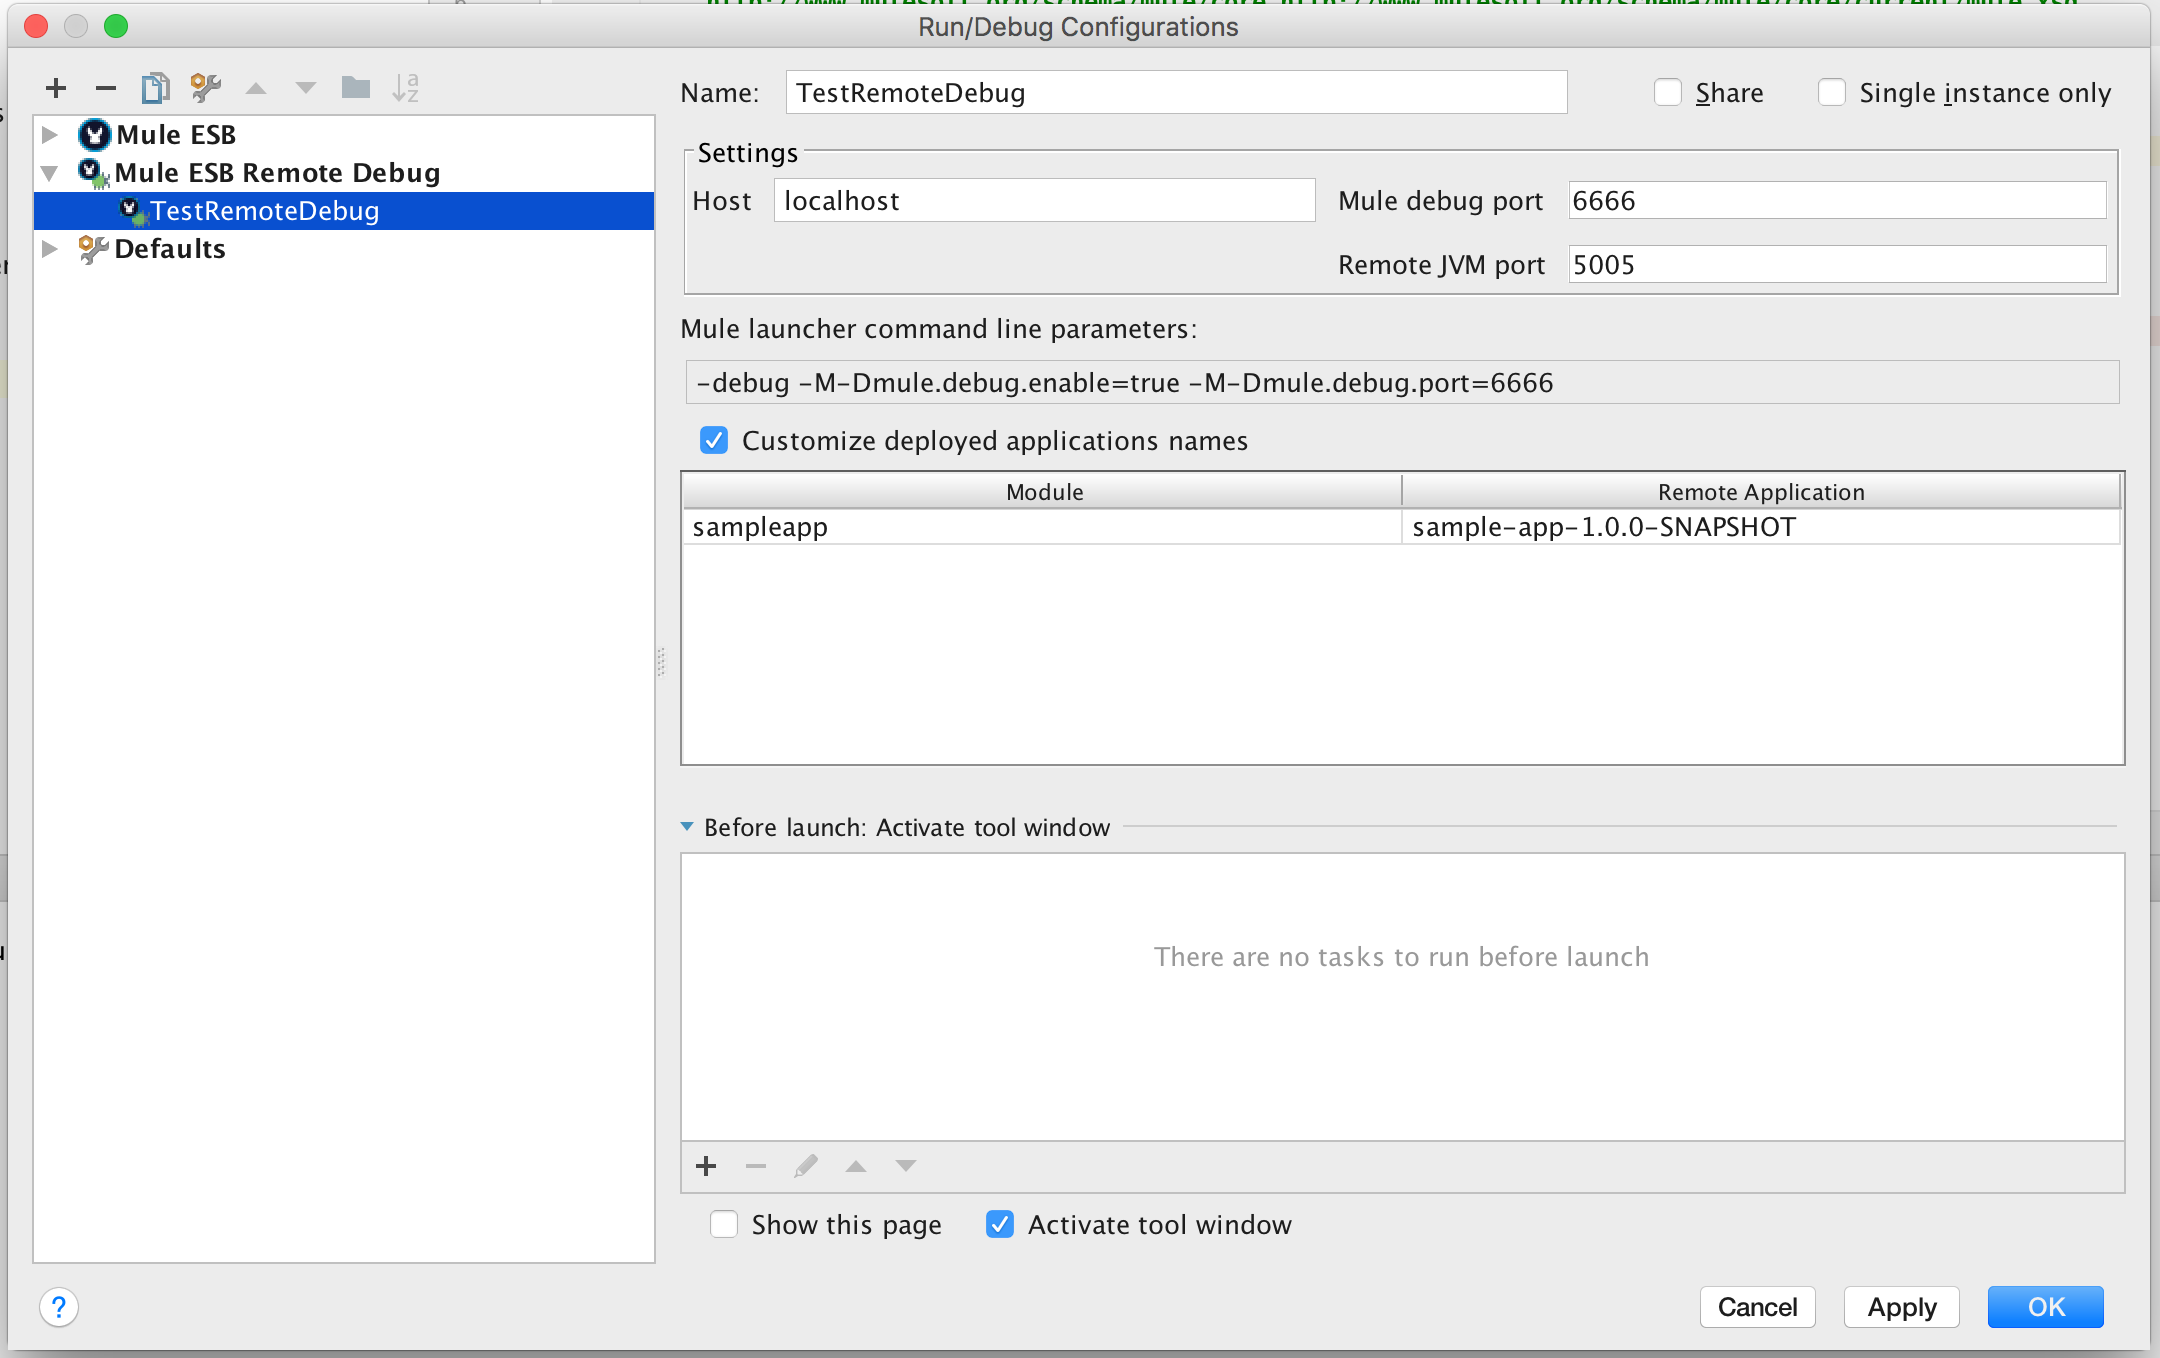 Run/Debug Configurations
Name: TestRemoteDebug Share Single instance only
Mule ESB
Mule ESB Remote Debug
TestRemoteDebug
Defaults
Settings
Host localhost Mule debug port 6666
Remote JVM port 5005
Mule launcher command line parameters:
-debug -M-Dmule.debug.enable=true -M-Dmule.debug.port=6666
Customize deployed applications names
Module Remote Application
sampleapp sample-app-1.0.0-SNAPSHOT
Before launch: Activate tool window
There are no tasks to run before launch
Show this page Activate tool window
? Cancel Apply OK